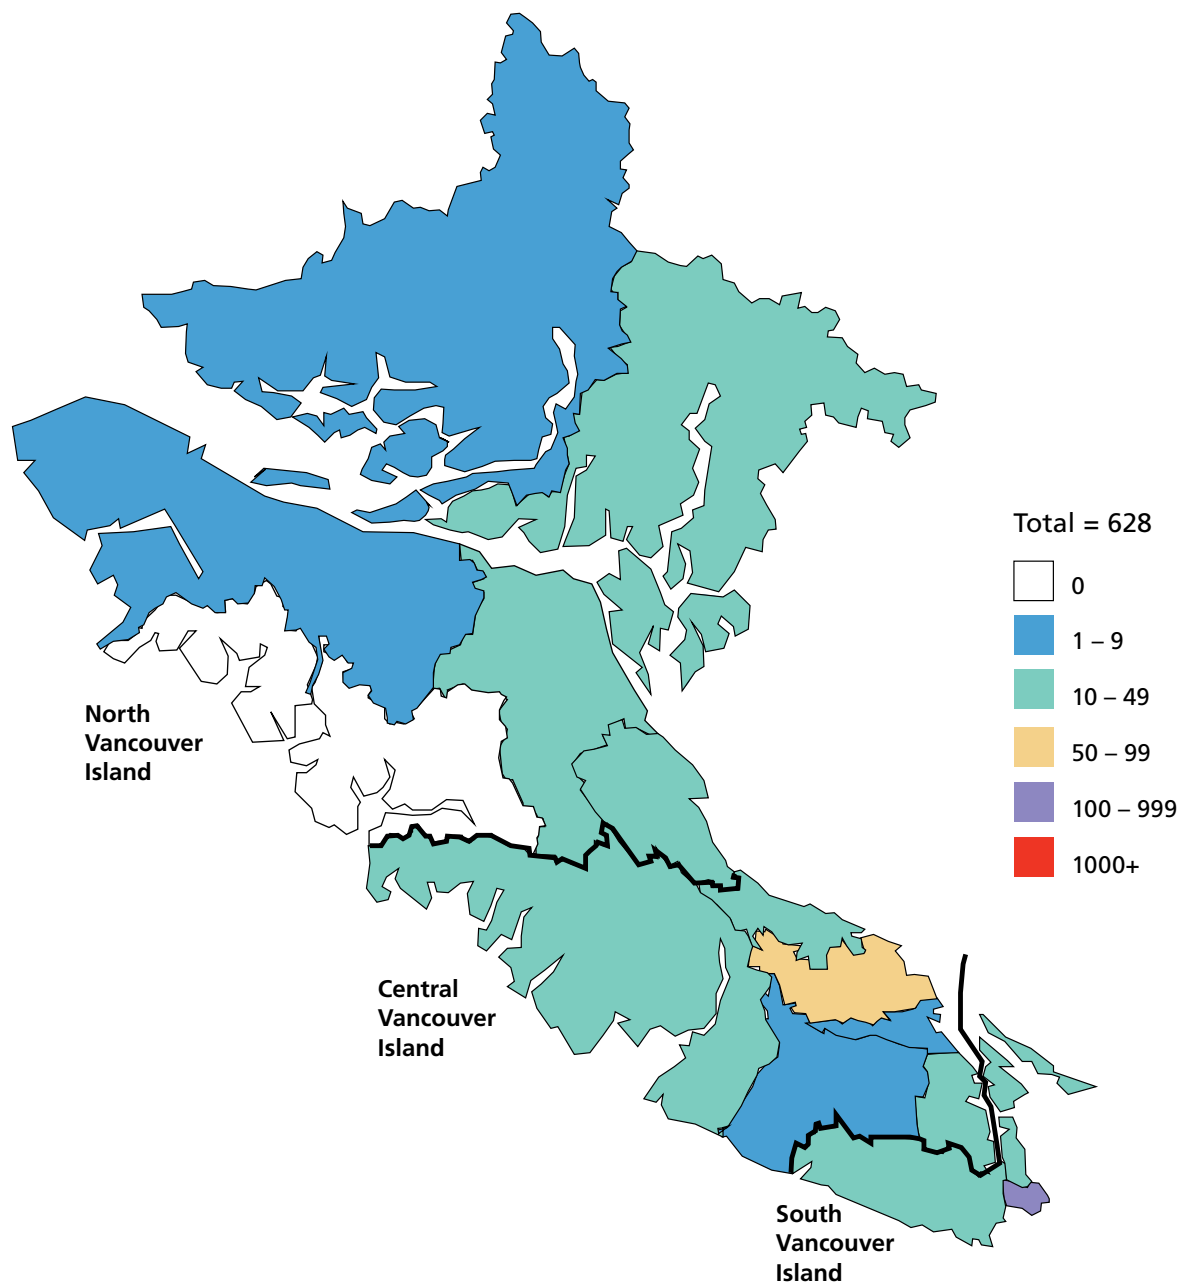 Total = 628
0
1 – 9
10 – 49
50 – 99
100 – 999
1000+
North
Vancouver
Island
Central
Vancouver
Island
South
Vancouver
Island